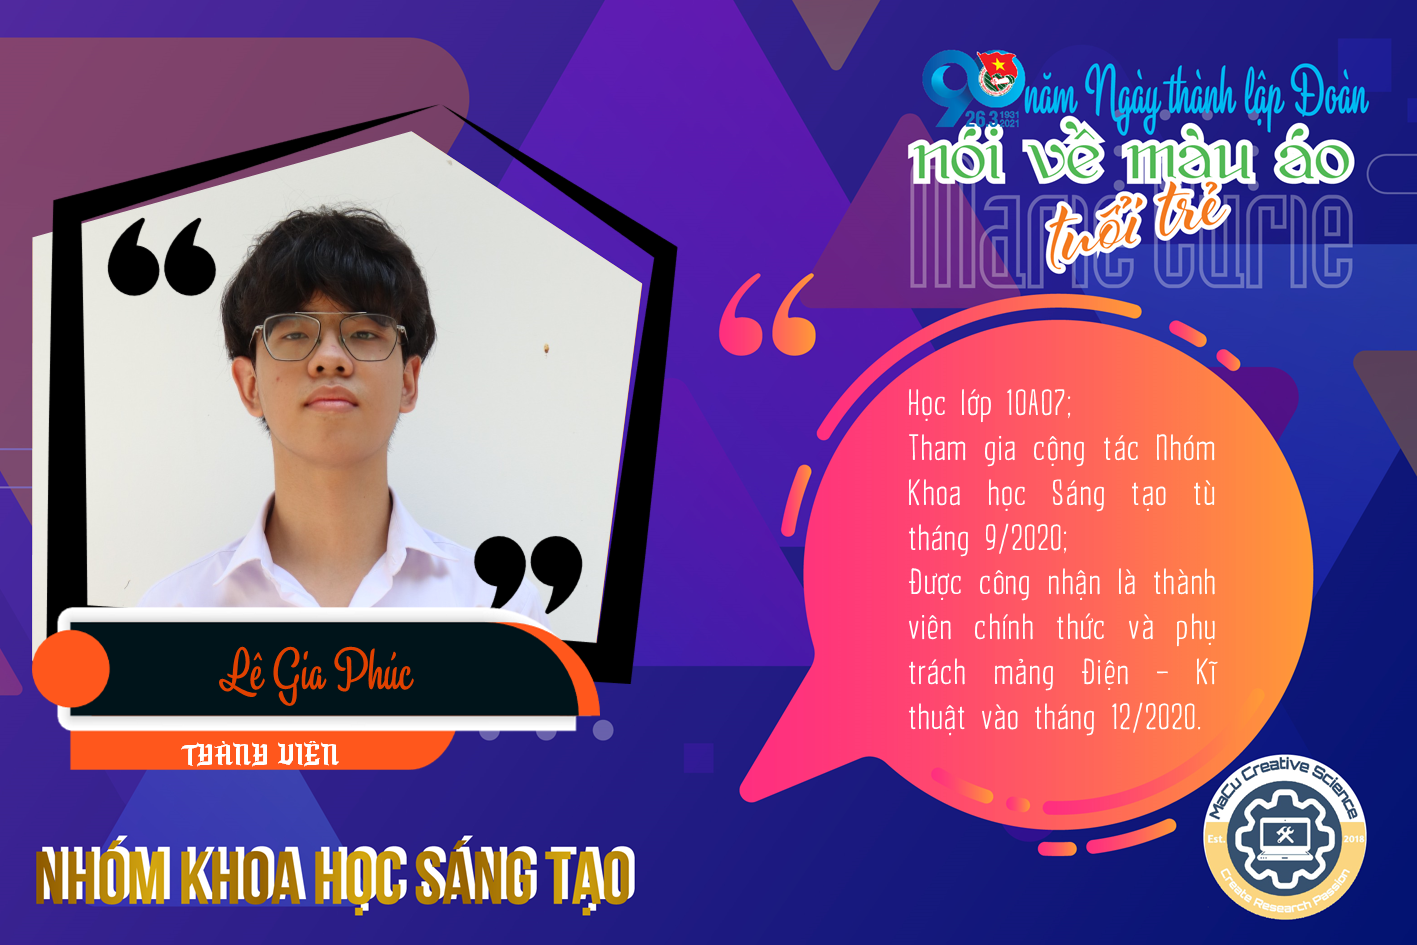 90 năm Ngày thành lập Đoàn
26.3 1931 2021
nói về màu áo
tuổi trẻ
Marie Curie
Học lớp 10A07;
Tham gia cộng tác Nhóm
Khoa học Sáng tạo tù
tháng 9/2020;
Được công nhận là thành
viên chính thức và phụ
trách mảng Điện – Kĩ
thuật vào tháng 12/2020.
Lê Gia Phúc
THÀNH VIÊN
NHÓM KHOA HỌC SÁNG TẠO
MaCu Creative Science
Est. 2018
Create Research Passion